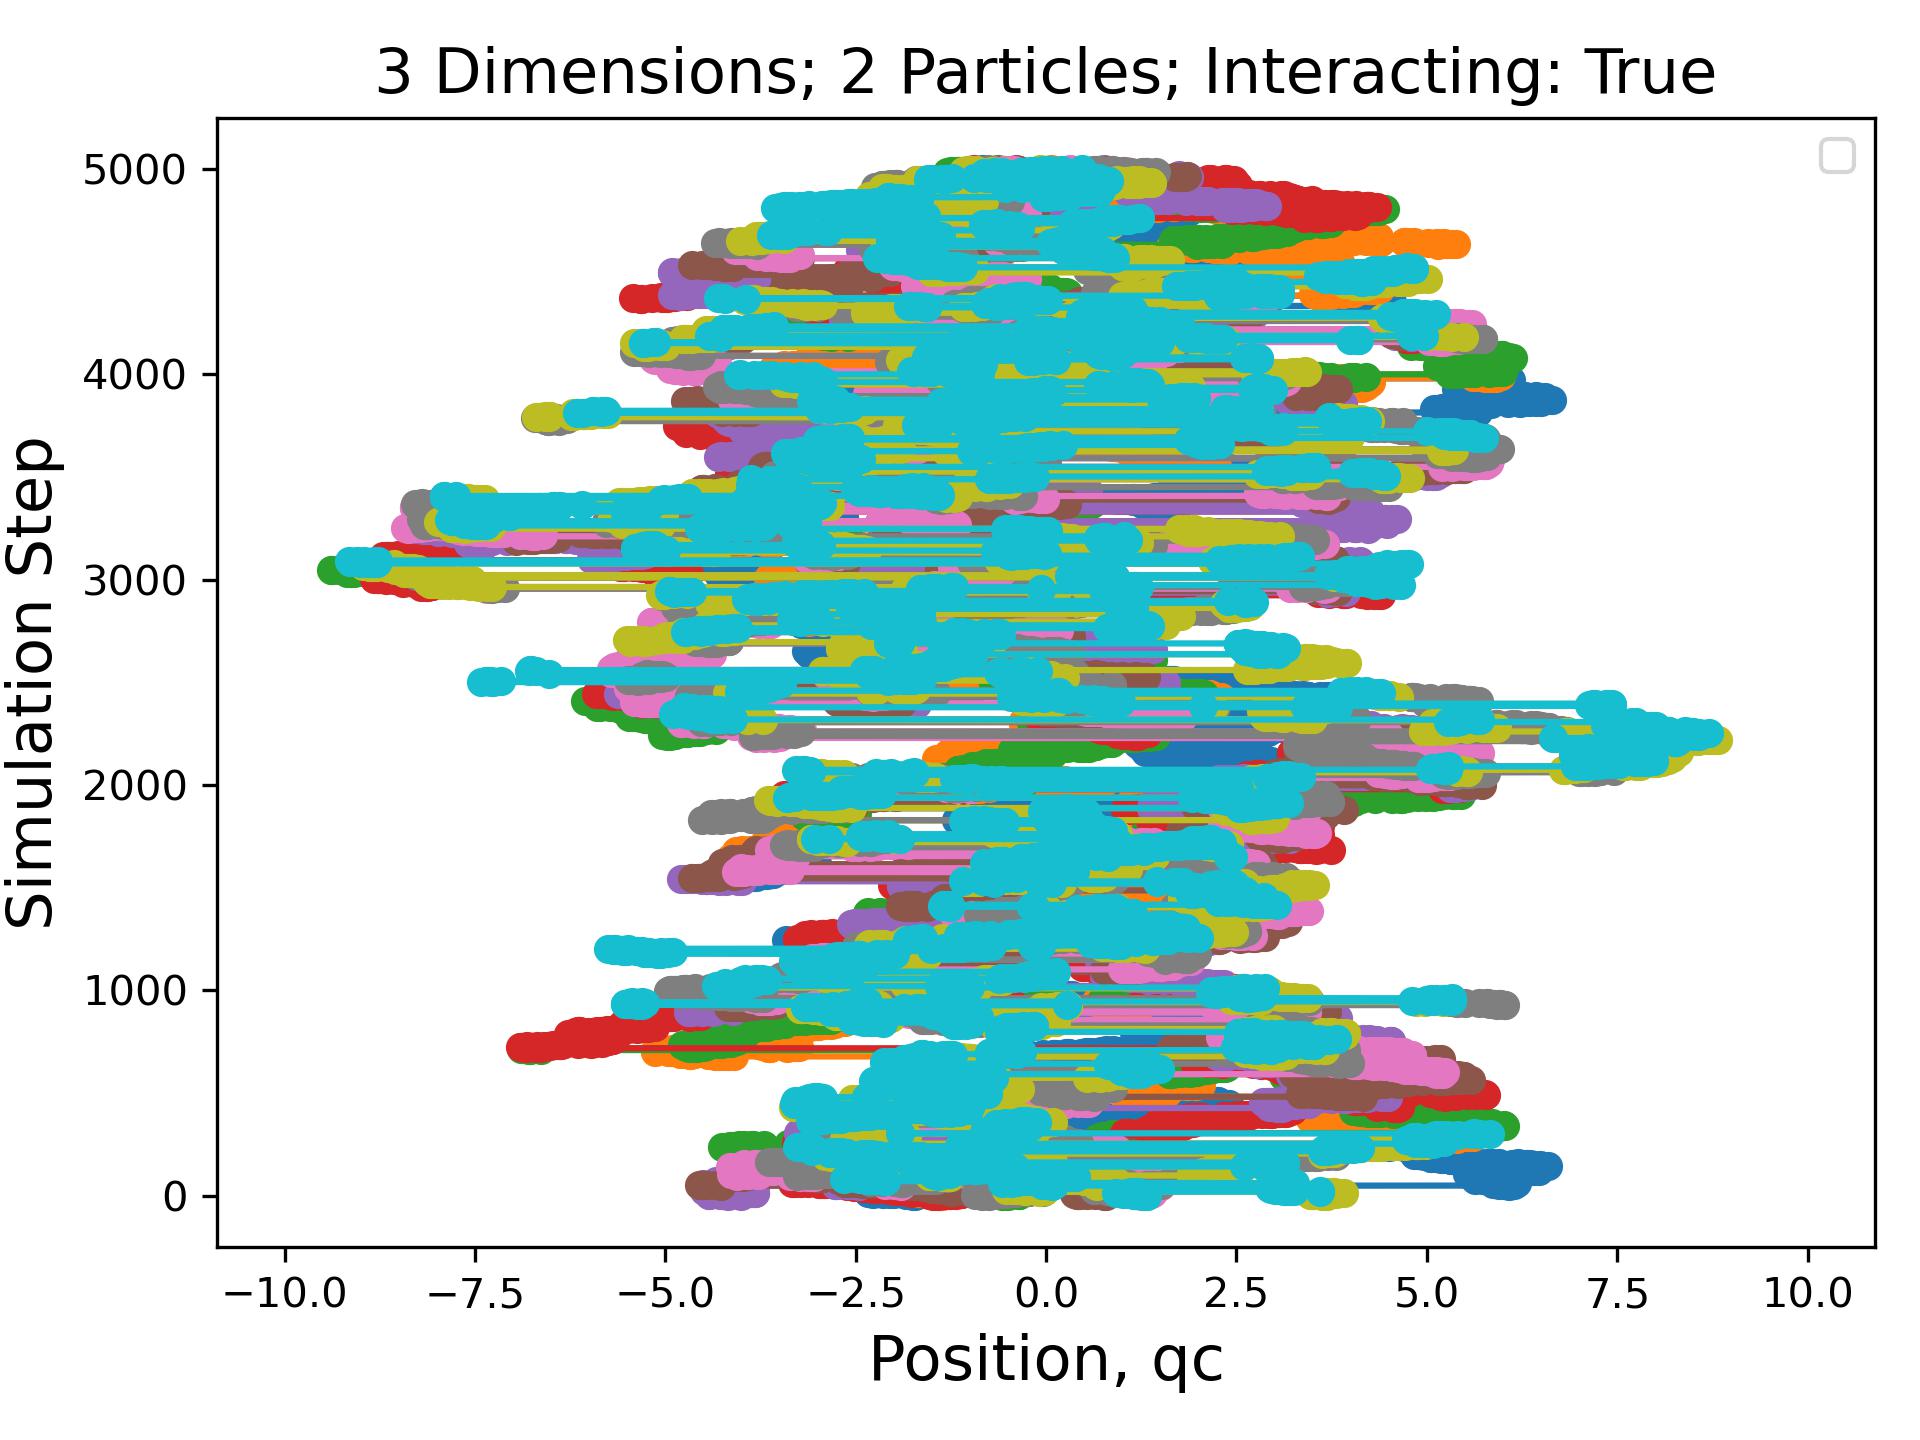 3 Dimensions; 2 Particles; Interacting: True
5000
4000
3000
2000
1000
0
Simulation Step
−10.0 −7.5 −5.0 −2.5 0.0 2.5 5.0 7.5 10.0
Position, qc